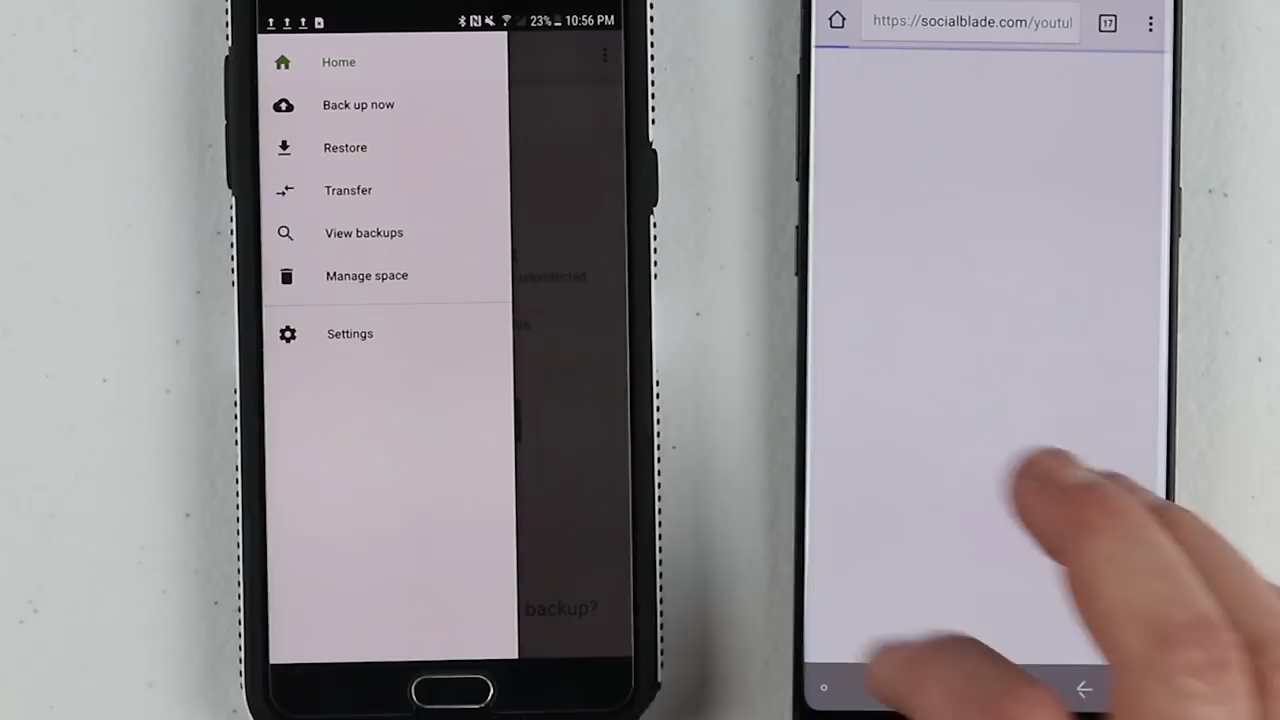 23% 10:56 PM
Home
Back up now
Restore
Transfer
View backups
Manage space
Settings
unprotected
backup?
https://socialblade.com/youtul
17